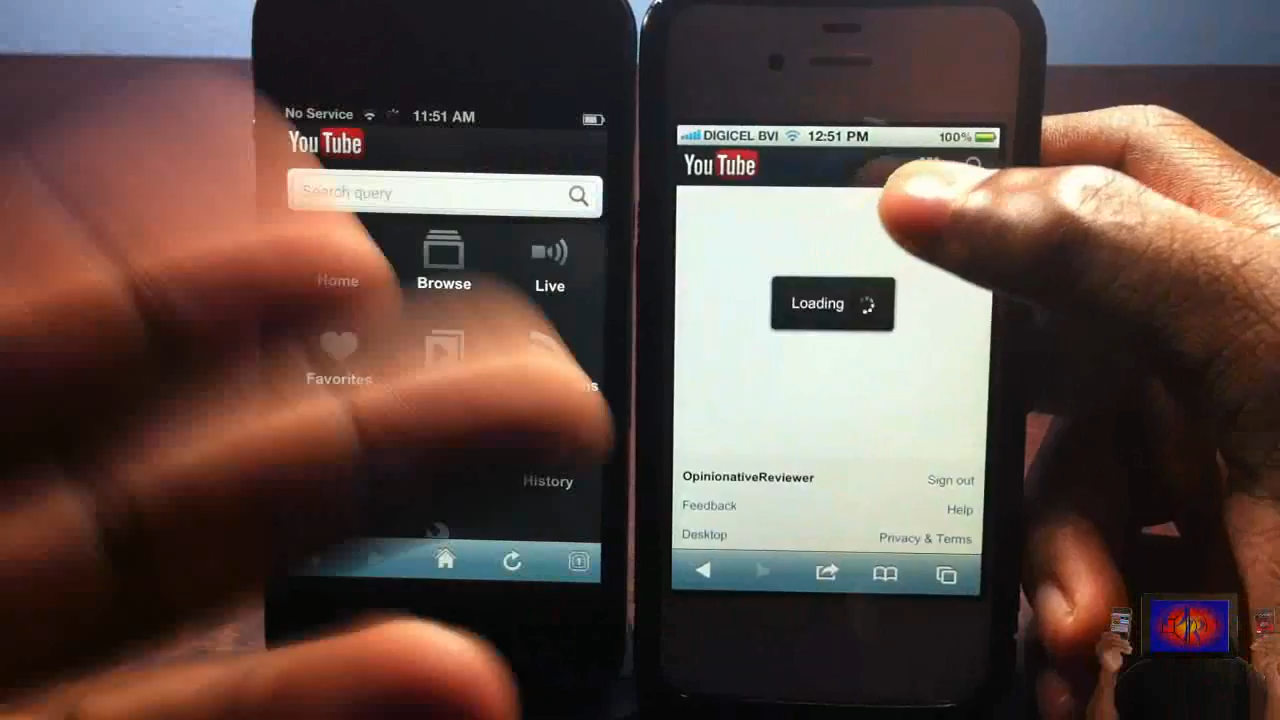 No Service 11:51 AM
YouTube
Search query
Home
Browse
Live
Favorites
History
DIGICEL BVI 12:51 PM 100%
YouTube
Loading
OpinionativeReviewer
Sign out
Feedback
Help
Desktop
Privacy & Terms